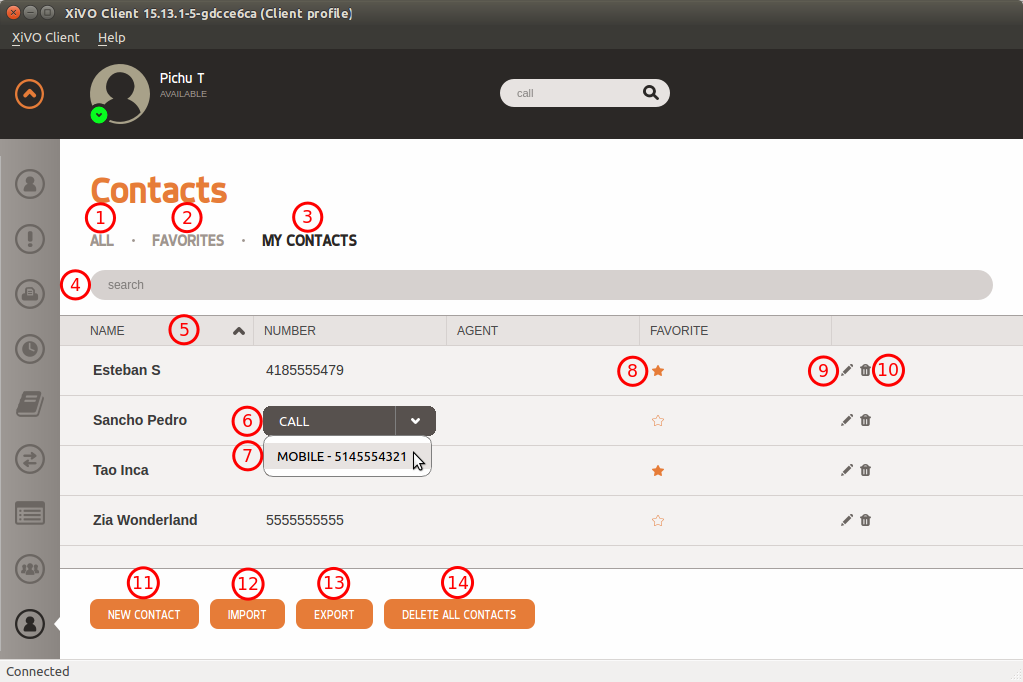 XiVO Client 15.13.1-5-gdcce6ca (Client profile)
XiVO Client Help
Pichu T
AVAILABLE
call
Contacts
1 2 3
ALL · FAVORITES · MY CONTACTS
4 search
NAME 5 NUMBER AGENT FAVORITE
Esteban S 4185555479 8 9 10
Sancho Pedro 6 CALL
7 MOBILE - 5145554321
Tao Inca
Zia Wonderland 5555555555
11 12 13 14
NEW CONTACT IMPORT EXPORT DELETE ALL CONTACTS
Connected